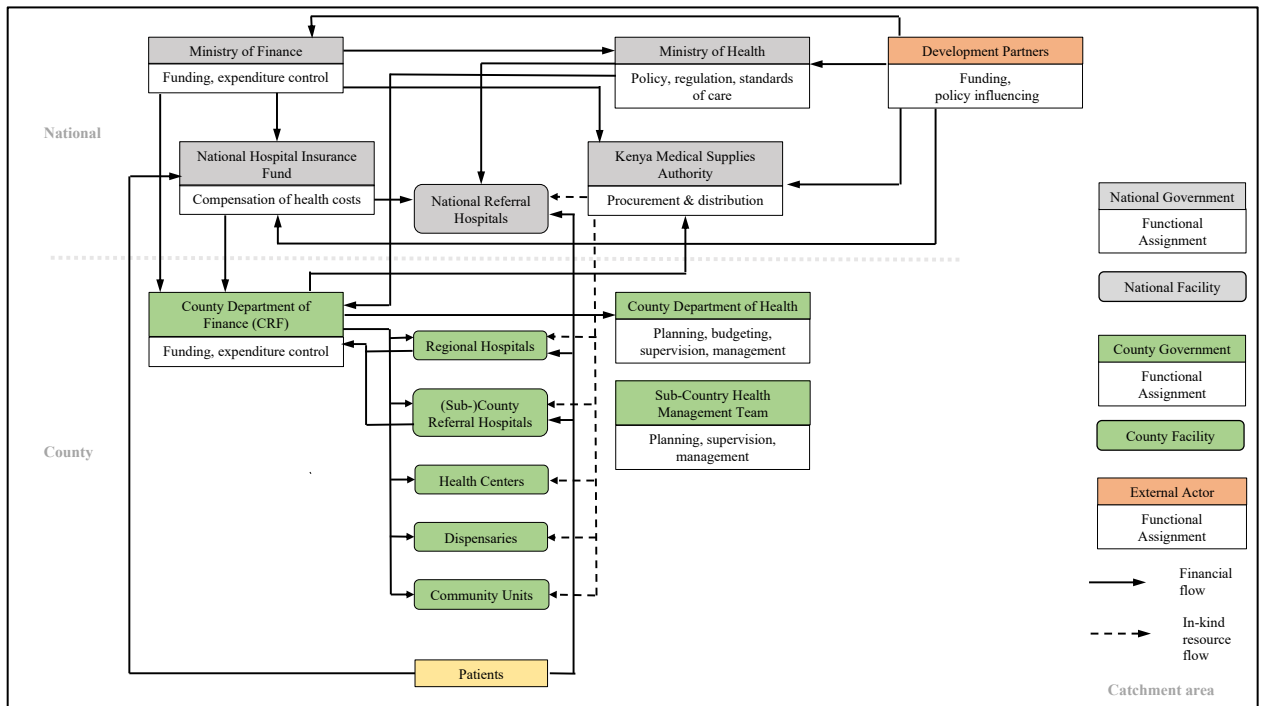 Ministry of Finance
Funding, expenditure control
Ministry of Health
Policy, regulation, standards
of care
Development Partners
Funding,
policy influencing
National
National Hospital Insurance
Fund
Compensation of health costs
National Referral
Hospitals
Kenya Medical Supplies
Authority
Procurement & distribution
County Department of
Finance (CRF)
Funding, expenditure control
County Department of Health
Planning, budgeting,
supervision, management
Regional Hospitals
(Sub-)County
Referral Hospitals
Sub-Country Health
Management Team
Planning, supervision,
management
County
Health Centers
Dispensaries
Community Units
Patients
National Government
Functional
Assignment
National Facility
County Government
Functional
Assignment
County Facility
External Actor
Functional
Assignment
Financial
flow
In-kind
resource
flow
Catchment area